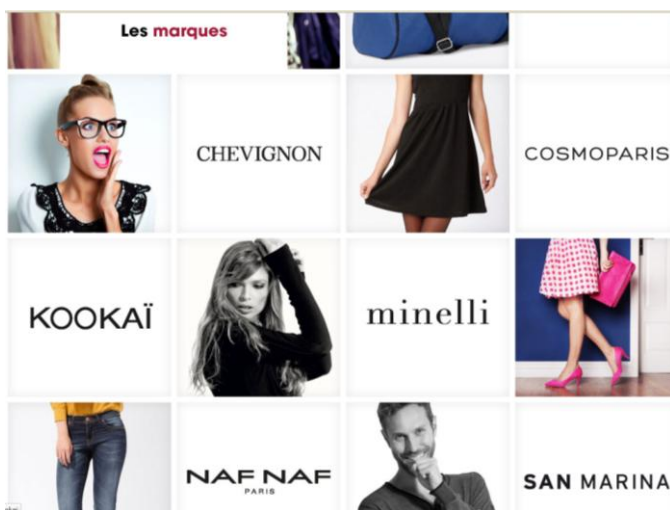 Les marques
CHEVIGNON
COSMOPARIS
KOOKAÏ
minelli
NAF NAF
PARIS
SAN MARINA